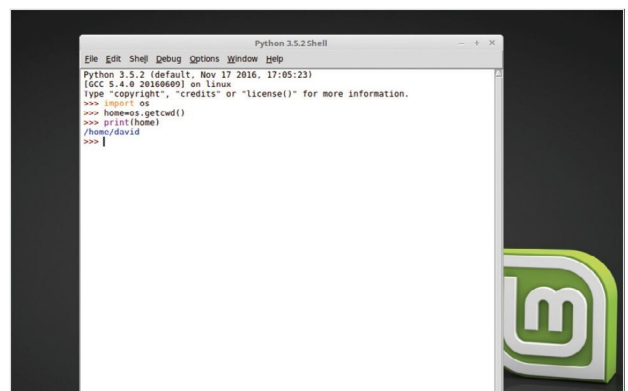 Python 3.5.2 Shell
File Edit Shell Debug Options Window Help
Python 3.5.2 (default, Nov 17 2016, 17:05:23)
[GCC 5.4.0 20160609] on linux
Type "copyright", "credits" or "license()" for more information.
>>> import os
>>> home=os.getcwd()
>>> print(home)
/home/david
>>>